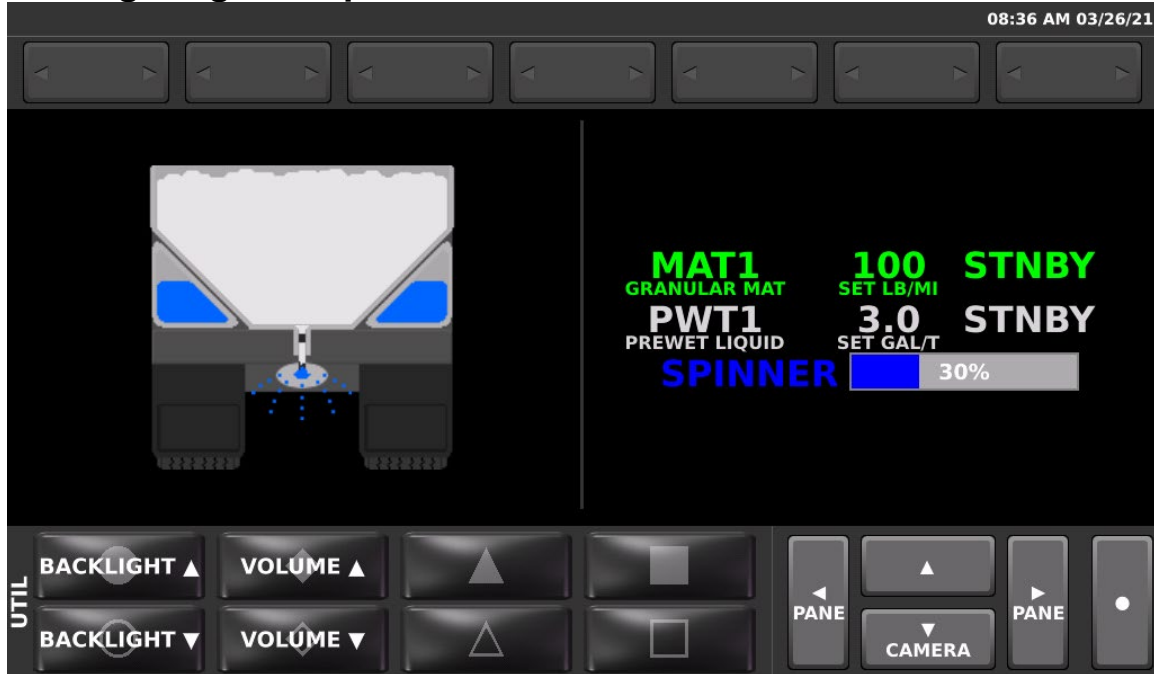 08:36 AM 03/26/21
MAT1 100 STNBY
GRANULAR MAT SET LB/MI
PWT1 3.0 STNBY
PREWET LIQUID SET GAL/T
SPINNER 30%
UTIL
BACKLIGHT ▲ VOLUME ▲
BACKLIGHT ▼ VOLUME ▼
PANE
CAMERA
PANE